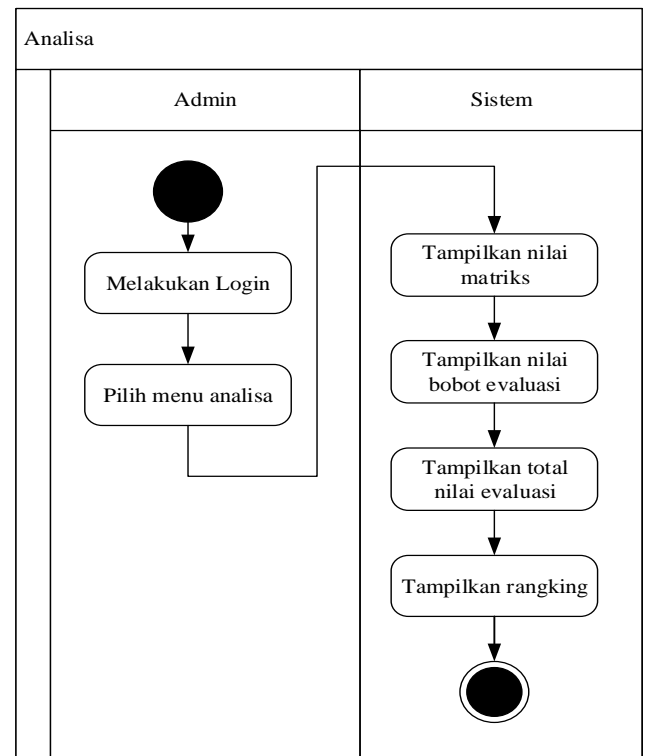 Analisa
Admin
Sistem
Melakukan Login
Pilih menu analisa
Tampilkan nilai
matriks
Tampilkan nilai
bobot evaluasi
Tampilkan total
nilai evaluasi
Tampilkan rangking